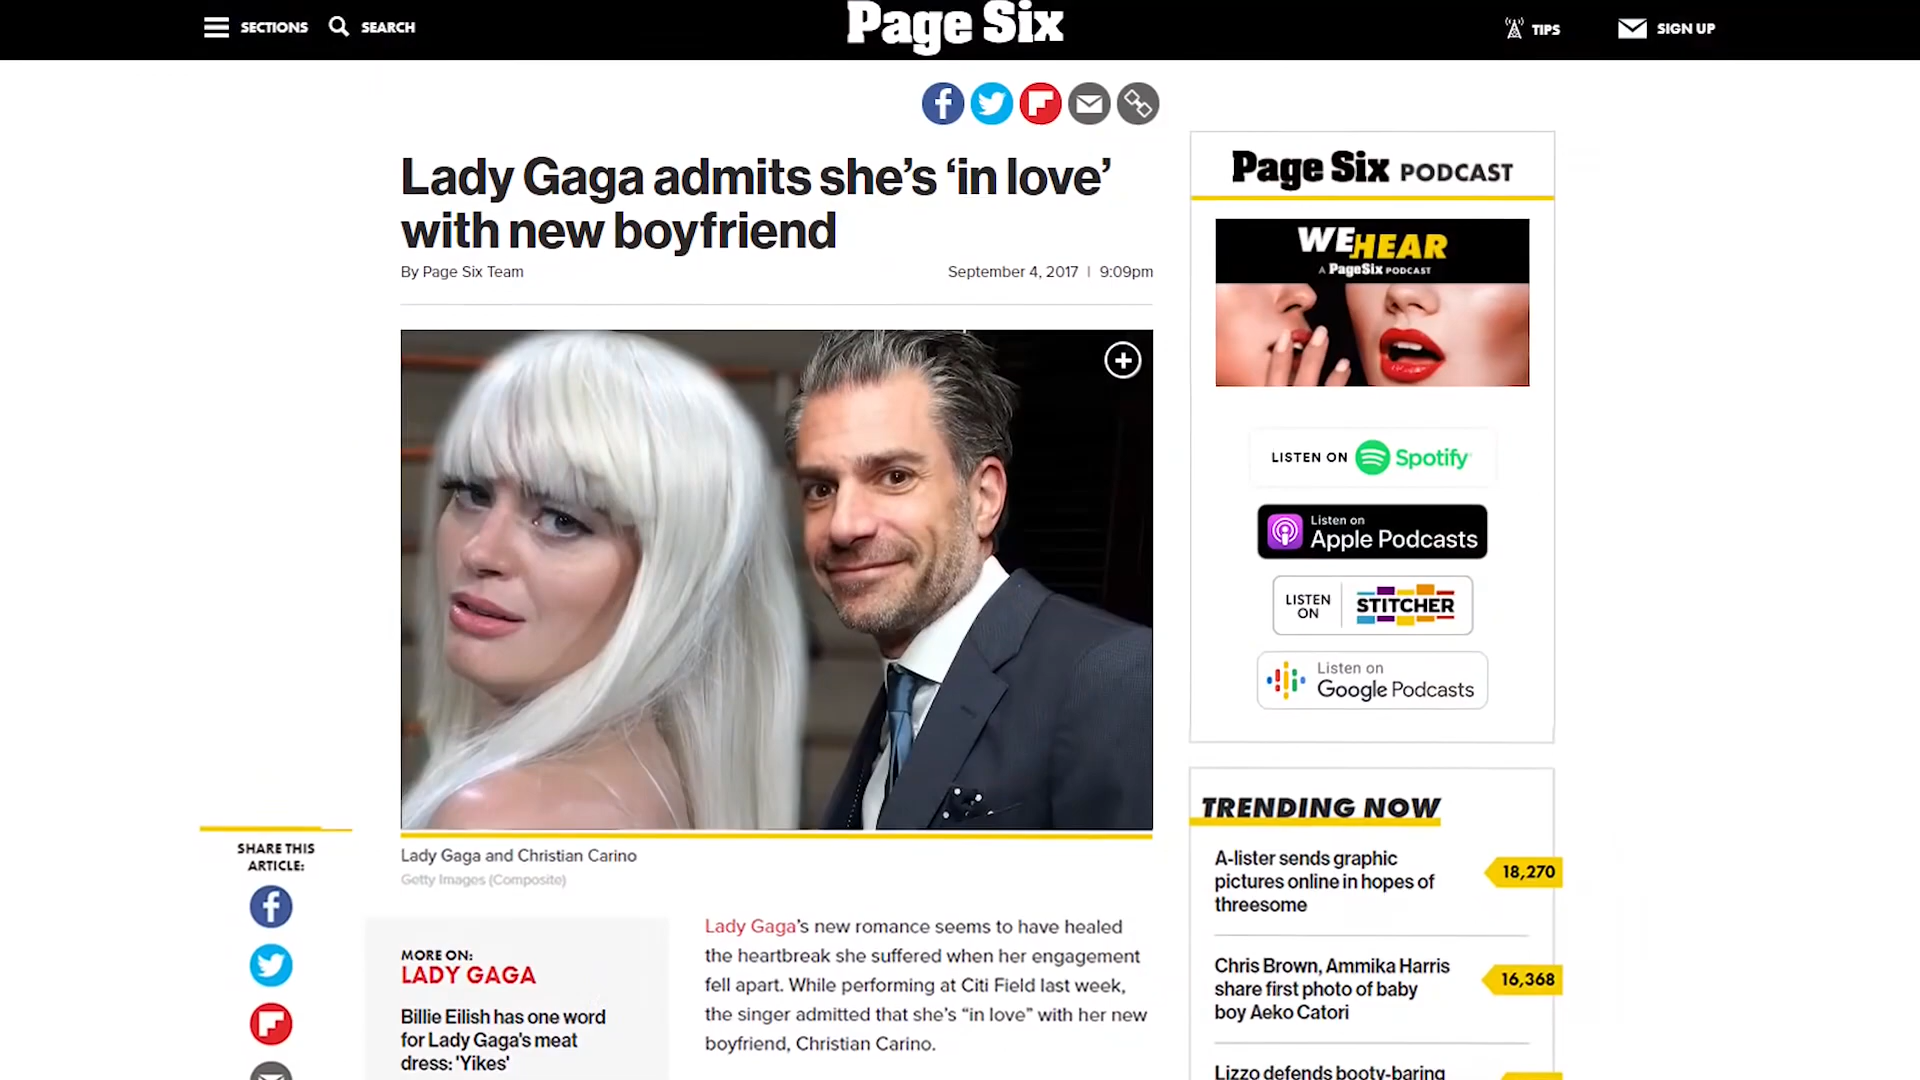 SECTIONS
SEARCH
Page Six
TIPS
SIGN UP
Lady Gaga admits she's ‘in love’
with new boyfriend
By Page Six Team
September 4, 2017 | 9:09pm
Lady Gaga and Christian Carino
Getty Images (Composite)
SHARE THIS
ARTICLE:
MORE ON:
LADY GAGA
Billie Eilish has one word
for Lady Gaga's meat
dress: 'Yikes'
Lady Gaga's new romance seems to have healed
the heartbreak she suffered when her engagement
fell apart. While performing at Citi Field last week,
the singer admitted that she's “in love” with her new
boyfriend, Christian Carino.
Page Six PODCAST
WE HEAR
A PageSix PODCAST
LISTEN ON Spotify
Listen on
Apple Podcasts
LISTEN
ON
STITCHER
Listen on
Google Podcasts
TRENDING NOW
A-lister sends graphic
pictures online in hopes of
threesome
18,270
Chris Brown, Ammika Harris
share first photo of baby
boy Aeko Catori
16,368
Lizzo defends booty-baring